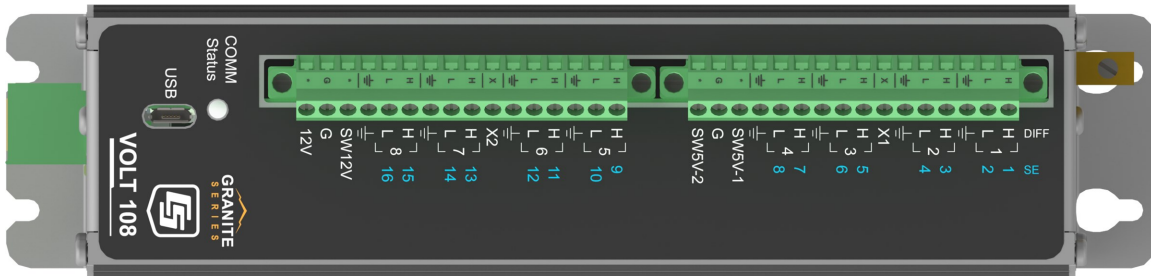 COMM
Status
USB
VOLT 108
GRANITE
SERIES
DIFF SE
H H 1
L L 1 2
⏚ ⏚
H H 3
L L 2 4
⏚ ⏚
X X1
H H 5
L L 3 6
⏚ ⏚
H H 7
L L 4 8
⏚ ⏚
SW5V-1
G G
SW5V-2
H H 9
L L 5 10
⏚ ⏚
H H 11
L L 6 12
⏚ ⏚
X X2
H H 13
L L 7 14
⏚ ⏚
H H 15
L L 8 16
⏚ ⏚
SW12V
G G
12V